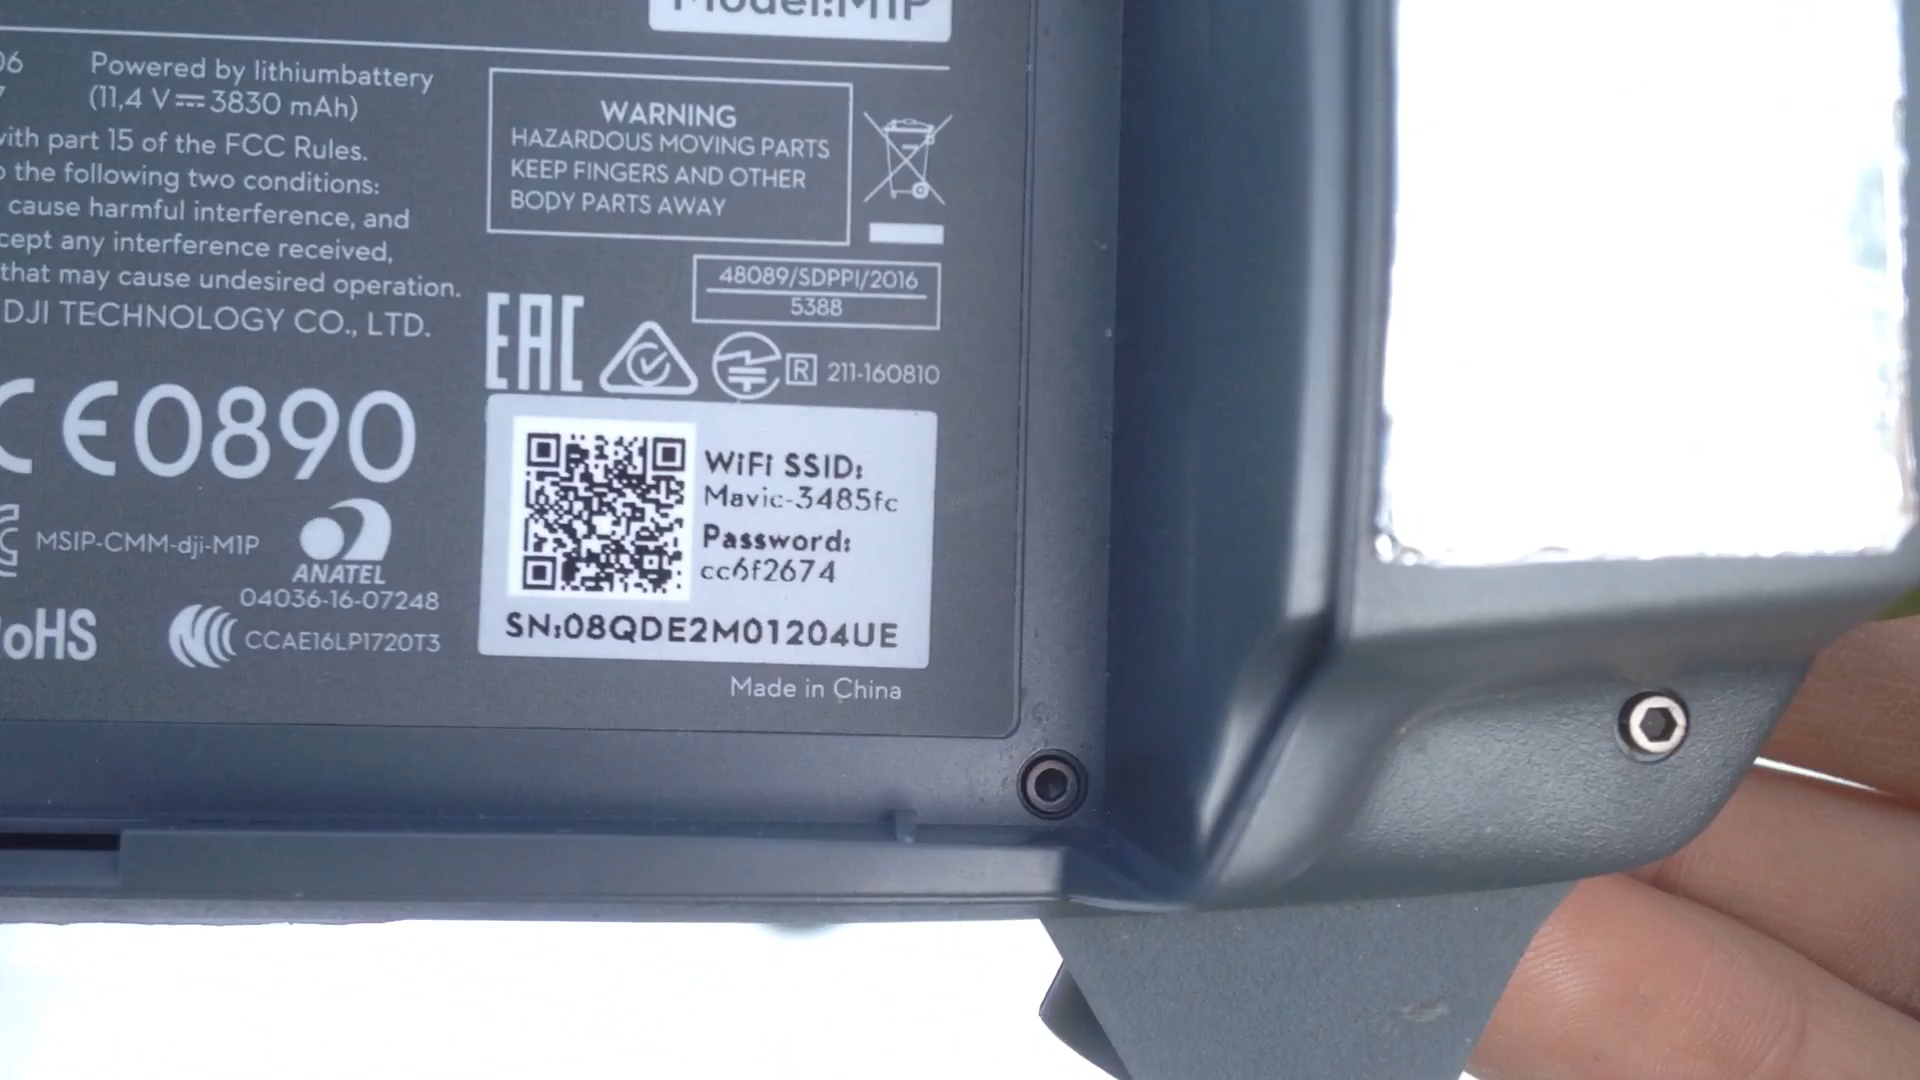 Model:M1P
06
Powered by lithiumbattery
(11,4 V⎓3830 mAh)
with part 15 of the FCC Rules.
the following two conditions:
cause harmful interference, and
any interference received,
that may cause undesired operation.
DJI TECHNOLOGY CO., LTD.
CE0890
MSIP-CMM-dji-M1P
ANATEL
04036-16-07248
RoHS
CCAE16LP1720T3
WARNING
HAZARDOUS MOVING PARTS
KEEP FINGERS AND OTHER
BODY PARTS AWAY
48089/SDPPI/2016
5388
EAC
R 211-160810
WiFi SSID:
Mavic-3485fc
Password:
cc6f2674
SN:08QDE2M01204UE
Made in China